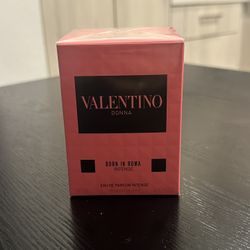 VALENTINO
DONNA
BORN IN ROMA
INTENSE
EAU DE PARFUM INTENSE